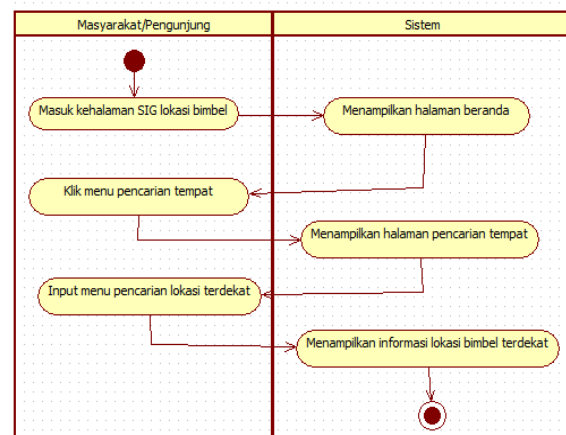 Masyarakat/Pengunjung
Sistem
Masuk kehalaman SIG lokasi bimbel
Menampilkan halaman beranda
Klik menu pencarian tempat
Menampilkan halaman pencarian tempat
Input menu pencarian lokasi terdekat
Menampilkan informasi lokasi bimbel terdekat